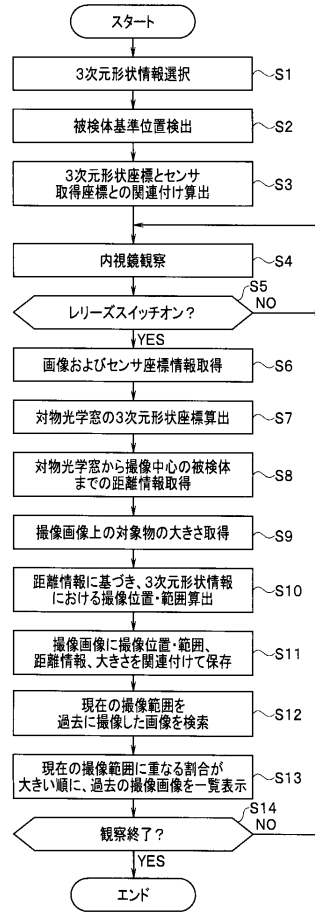 スタート
3次元形状情報選択
S1
被検体基準位置検出
S2
3次元形状座標とセンサ
取得座標との関連付け算出
S3
内視鏡観察
S4
レリーズスイッチオン?
S5
NO
YES
画像およびセンサ座標情報取得
S6
対物光学窓の3次元形状座標算出
S7
対物光学窓から撮像中心の被検体
までの距離情報取得
S8
撮像画像上の対象物の大きさ取得
S9
距離情報に基づき、3次元形状情報
における撮像位置・範囲算出
S10
撮像画像に撮像位置・範囲、
距離情報、大きさを関連付けて保存
S11
現在の撮像範囲を
過去に撮像した画像を検索
S12
現在の撮像範囲に重なる割合が
大きい順に、過去の撮像画像を一覧表示
S13
観察終了?
S14
NO
YES
エンド